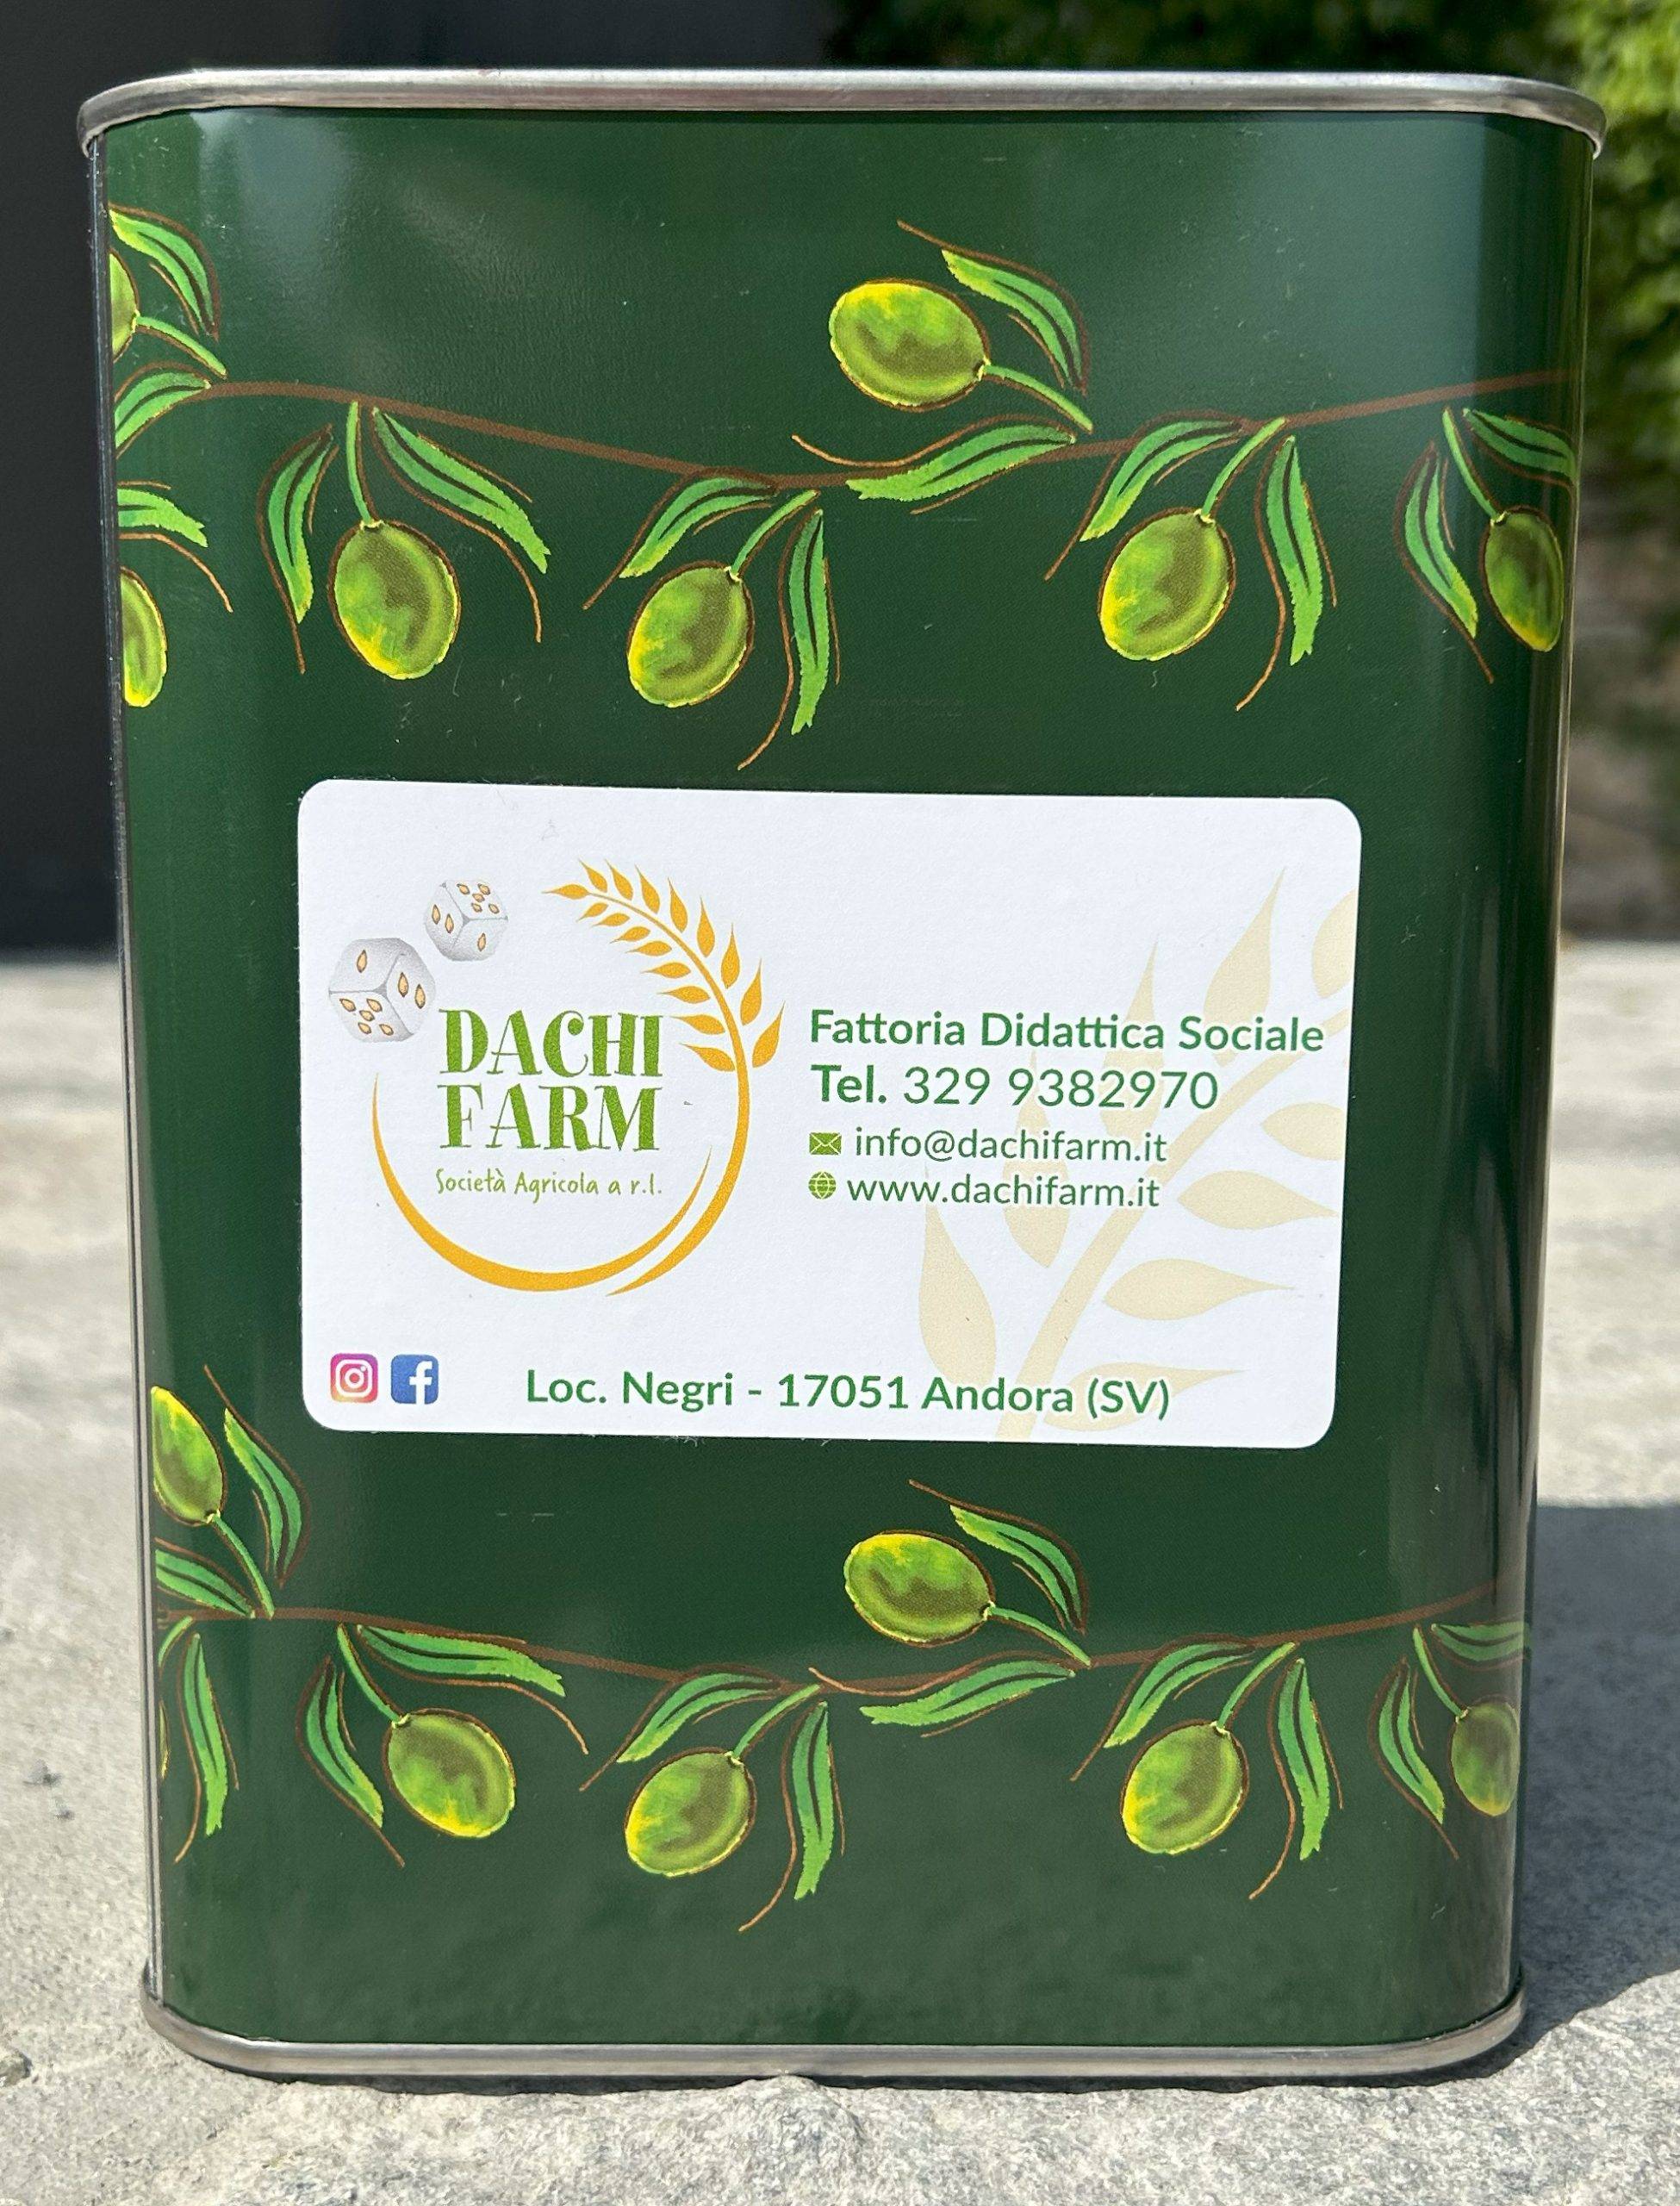 DACHI
FARM
Società Agricola a r.l.
Fattoria Didattica Sociale
Tel. 329 9382970
info@dachifarm.it
www.dachifarm.it
Loc. Negri - 17051 Andora (SV)